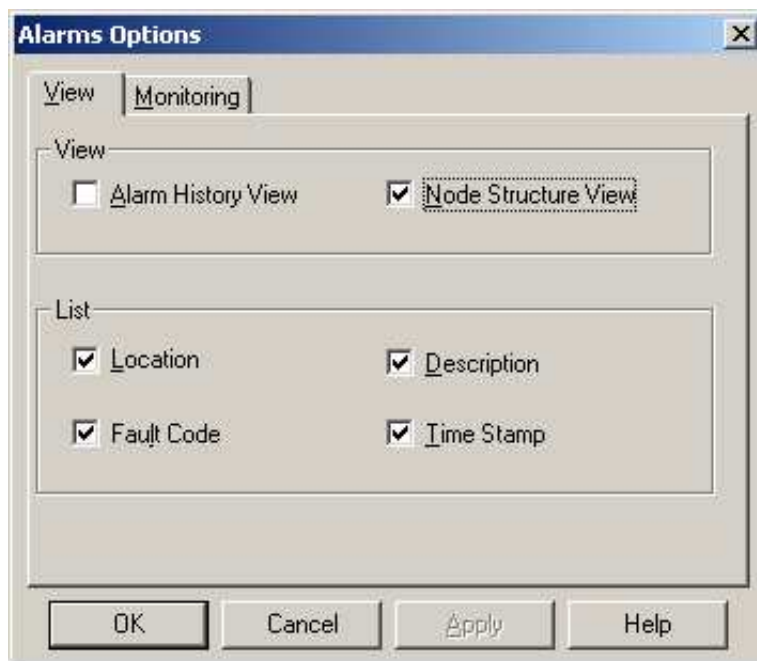 Alarms Options
View Monitoring
View
Alarm History View Node Structure View
List
Location Description
Fault Code Time Stamp
OK Cancel Apply Help